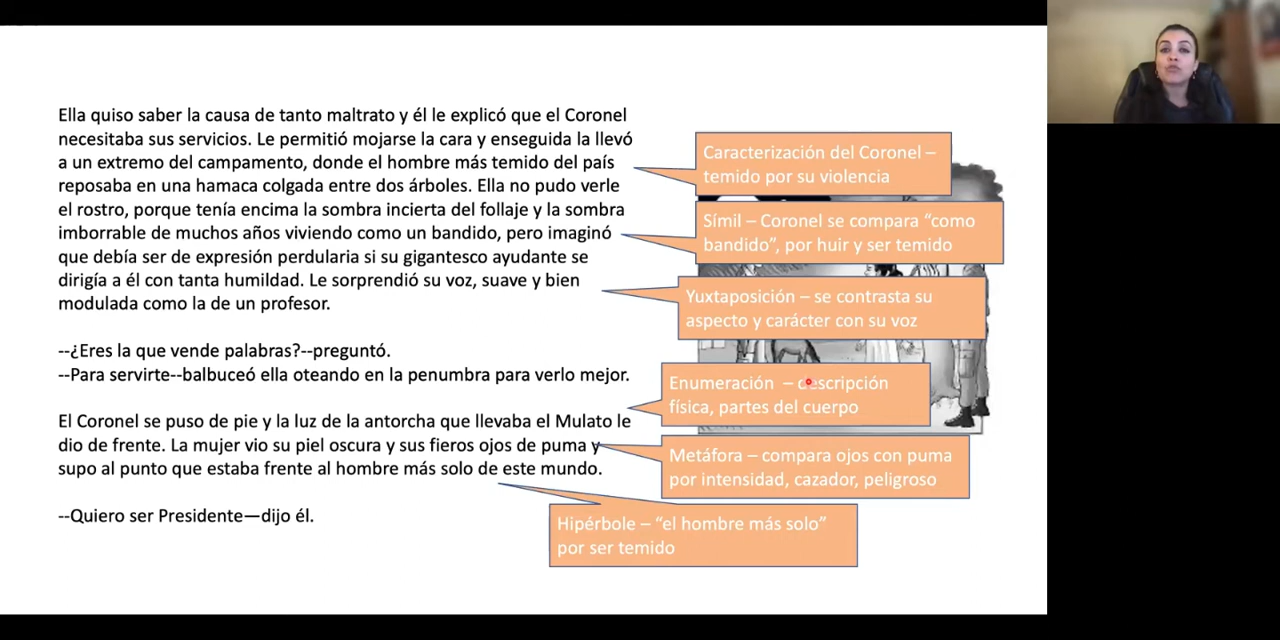 Ella quiso saber la causa de tanto maltrato y él le explicó que el Coronel
necesitaba sus servicios. Le permitió mojarse la cara y enseguida la llevó
a un extremo del campamento, donde el hombre más temido del país
reposaba en una hamaca colgada entre dos árboles. Ella no pudo verle
el rostro, porque tenía encima la sombra incierta del follaje y la sombra
imborrable de muchos años viviendo como un bandido, pero imaginó
que debía ser de expresión perdularia si su gigantesco ayudante se
dirigía a él con tanta humildad. Le sorprendió su voz, suave y bien
modulada como la de un profesor.
--¿Eres la que vende palabras?--preguntó.
--Para servirte--balbuceó ella oteando en la penumbra para verlo mejor.
El Coronel se puso de pie y la luz de la antorcha que llevaba el Mulato le
dio de frente. La mujer vio su piel oscura y sus fieros ojos de puma y
supo al punto que estaba frente al hombre más solo de este mundo.
--Quiero ser Presidente—dijo él.
Caracterización del Coronel –
temido por su violencia
Símil – Coronel se compara “como
bandido”, por huir y ser temido
Yuxtaposición – se contrasta su
aspecto y carácter con su voz
Enumeración – descripción
física, partes del cuerpo
Metáfora – compara ojos con puma
por intensidad, cazador, peligroso
Hipérbole – “el hombre más solo”
por ser temido